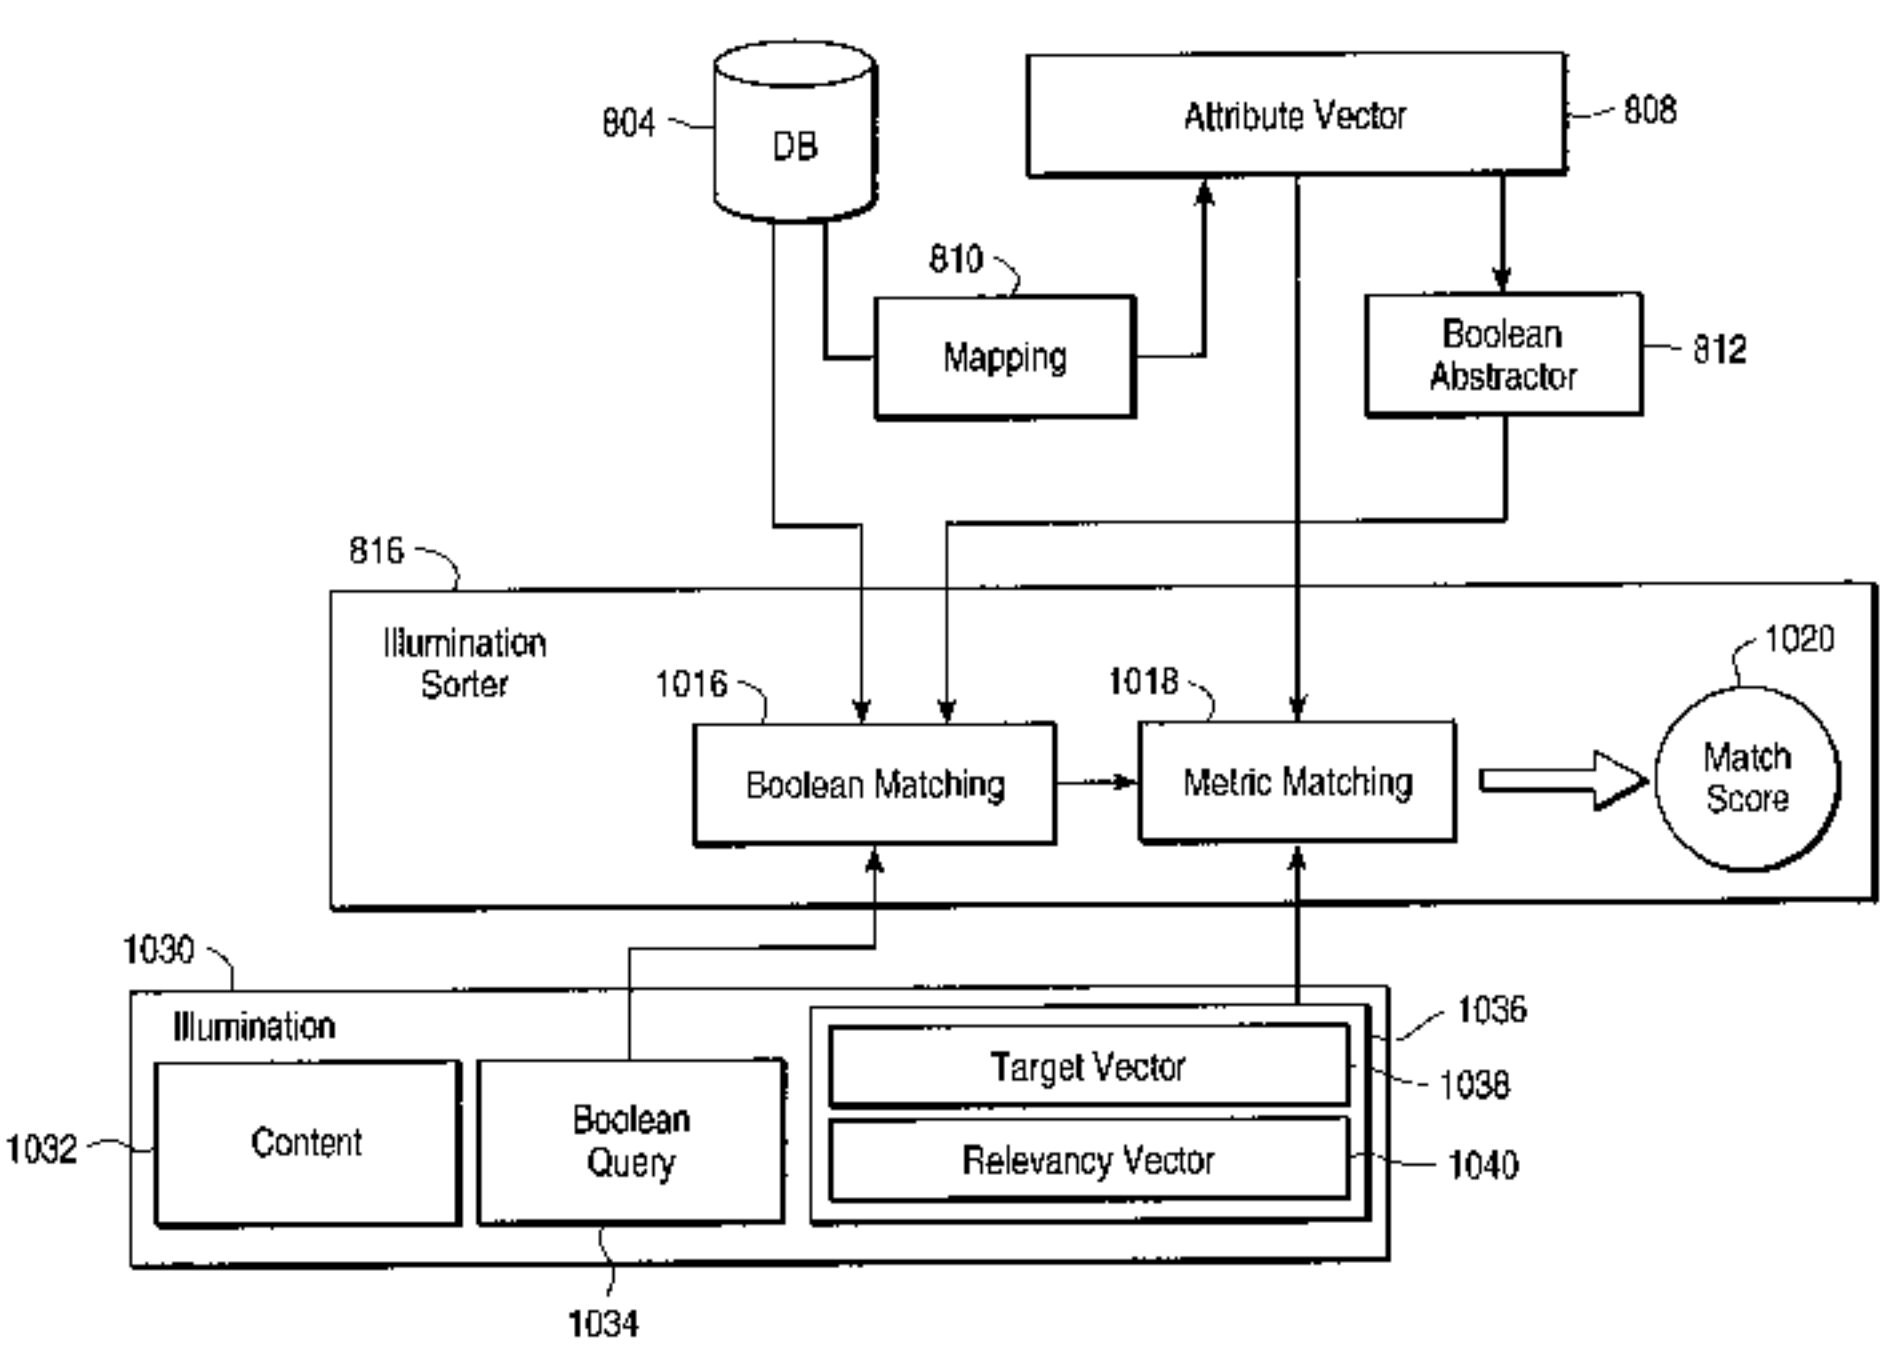 804
DB
Attribute Vector
808
810
Mapping
Boolean
Abstractor
812
816
Illumination
Sorter
1016
Boolean Matching
1018
Metric Matching
1020
Match
Score
1030
Illumination
1032
Content
Boolean
Query
1034
1036
Target Vector
1038
Relevancy Vector
1040